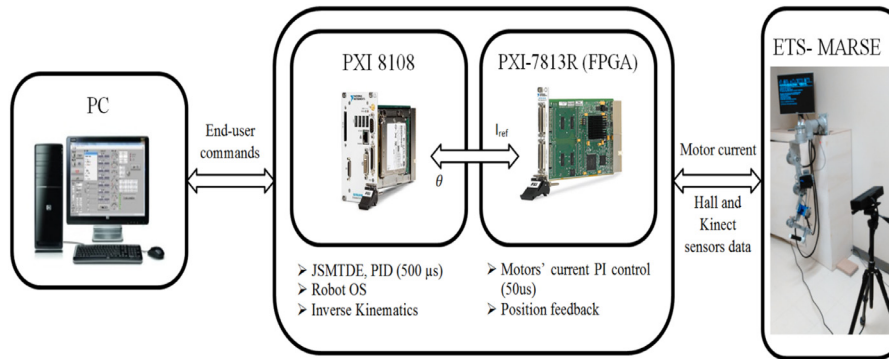 PC
End-user
commands
PXI 8108
θ
➢ JSMTDE, PID (500 µs)
➢ Robot OS
➢ Inverse Kinematics
PXI-7813R (FPGA)
I_ref
➢ Motors' current PI control
(50us)
➢ Position feedback
Motor current
Hall and
Kinect
sensors data
ETS- MARSE